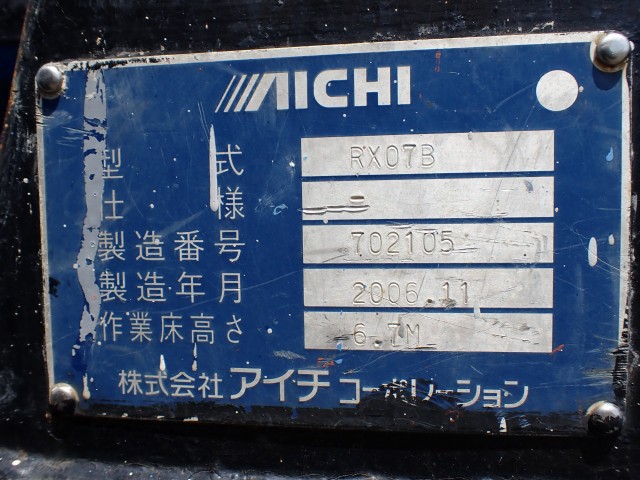 AICHI
型式 RX07B
仕様
製造番号 702105
製造年月 2006.11
作業床高さ 6.7M
株式会社アイチコーポレーション